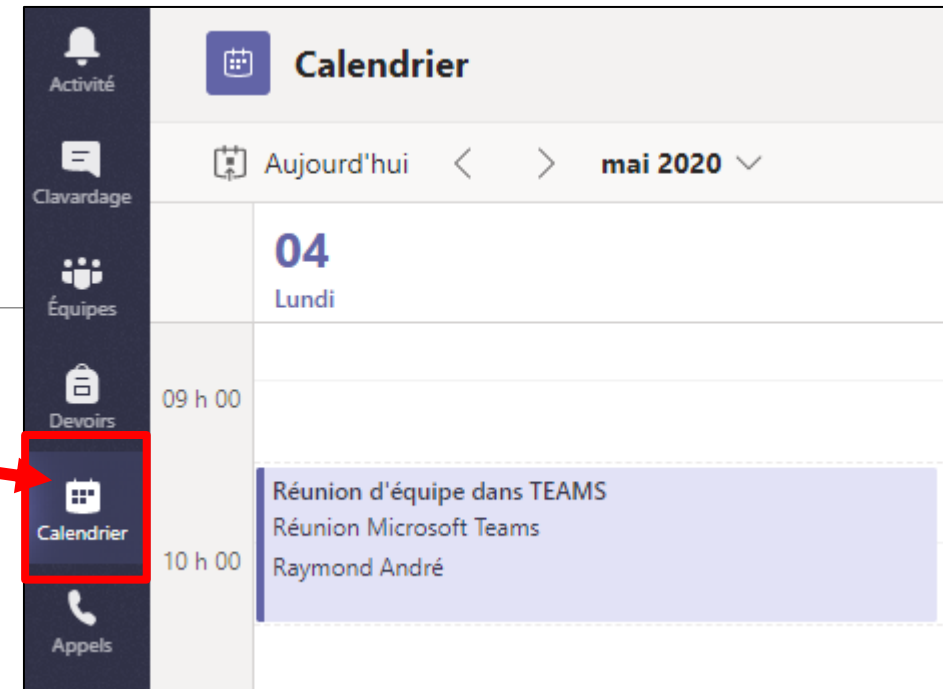 Activité
Clavardage
Équipes
Devoirs
Calendrier
Appels
Calendrier
Aujourd'hui < > mai 2020
04
Lundi
09 h 00
Réunion d'équipe dans TEAMS
Réunion Microsoft Teams
10 h 00 Raymond André